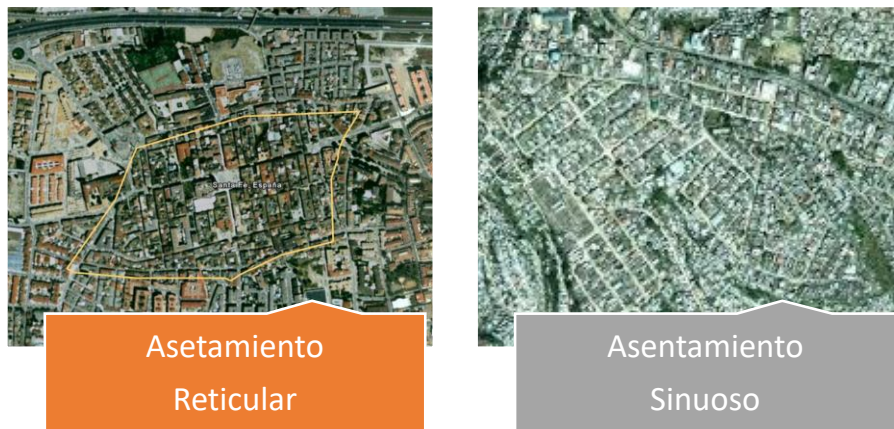 Santa Fe, España
Asetamiento
Reticular
Asentamiento
Sinuoso